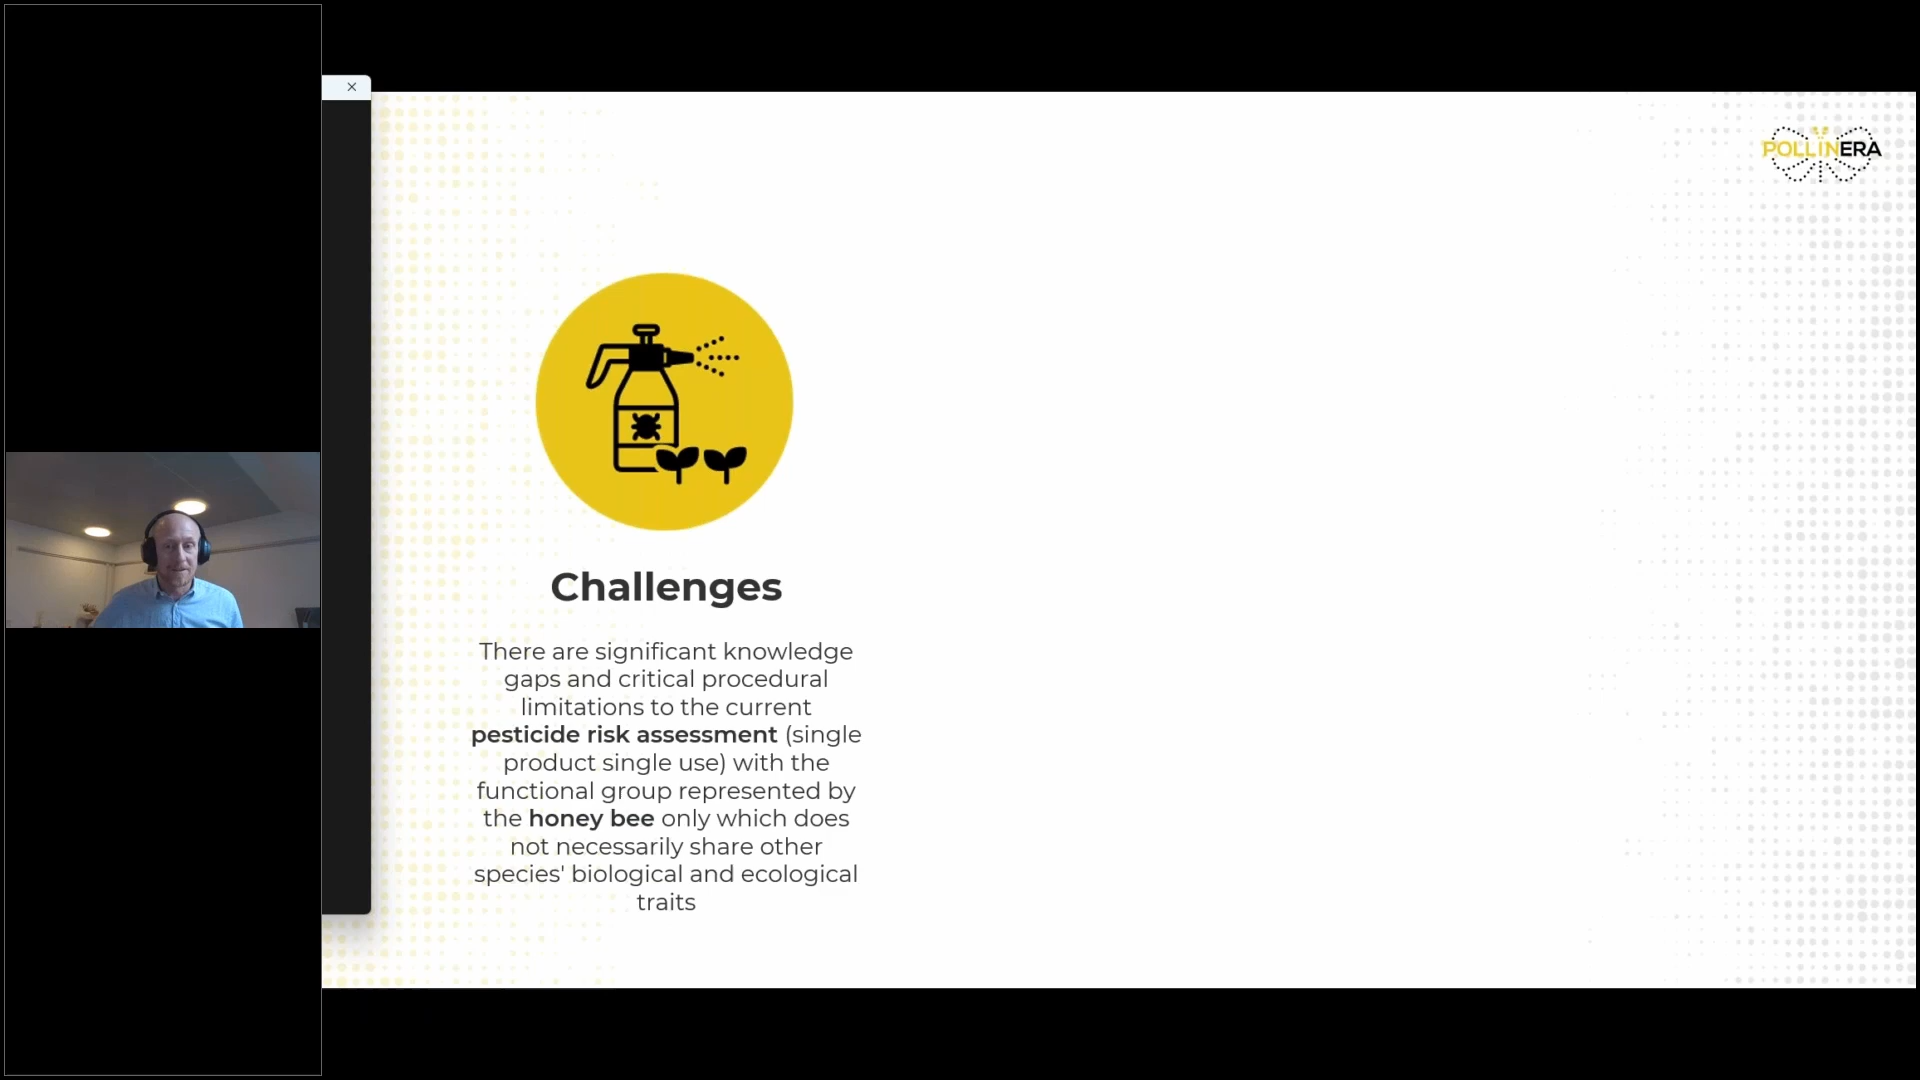 POLLINERA
Challenges
There are significant knowledge
gaps and critical procedural
limitations to the current
pesticide risk assessment (single
product single use) with the
functional group represented by
the honey bee only which does
not necessarily share other
species' biological and ecological
traits